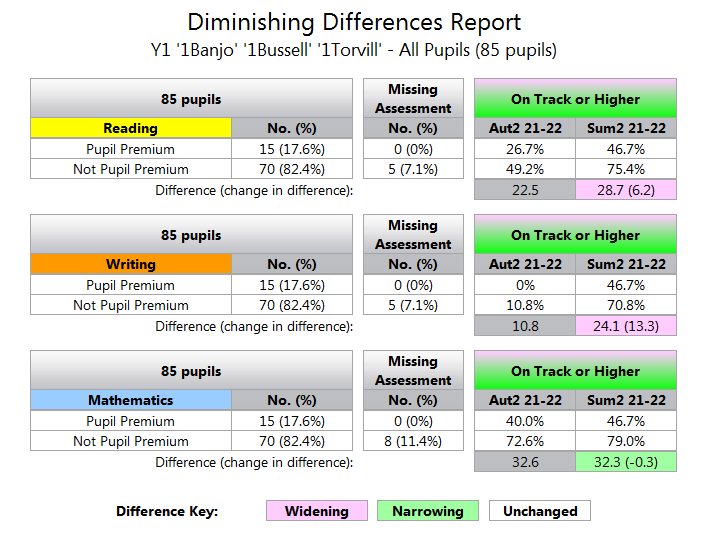 Diminishing Differences Report
Y1 '1Banjo' '1Bussell' '1Torvill' - All Pupils (85 pupils)
85 pupils Missing Assessment On Track or Higher
Reading No. (%) No. (%) Aut2 21-22 Sum2 21-22
Pupil Premium 15 (17.6%) 0 (0%) 26.7% 46.7%
Not Pupil Premium 70 (82.4%) 5 (7.1%) 49.2% 75.4%
Difference (change in difference): 22.5 28.7 (6.2)
85 pupils Missing Assessment On Track or Higher
Writing No. (%) No. (%) Aut2 21-22 Sum2 21-22
Pupil Premium 15 (17.6%) 0 (0%) 0% 46.7%
Not Pupil Premium 70 (82.4%) 5 (7.1%) 10.8% 70.8%
Difference (change in difference): 10.8 24.1 (13.3)
85 pupils Missing Assessment On Track or Higher
Mathematics No. (%) No. (%) Aut2 21-22 Sum2 21-22
Pupil Premium 15 (17.6%) 0 (0%) 40.0% 46.7%
Not Pupil Premium 70 (82.4%) 8 (11.4%) 72.6% 79.0%
Difference (change in difference): 32.6 32.3 (-0.3)
Difference Key: Widening Narrowing Unchanged